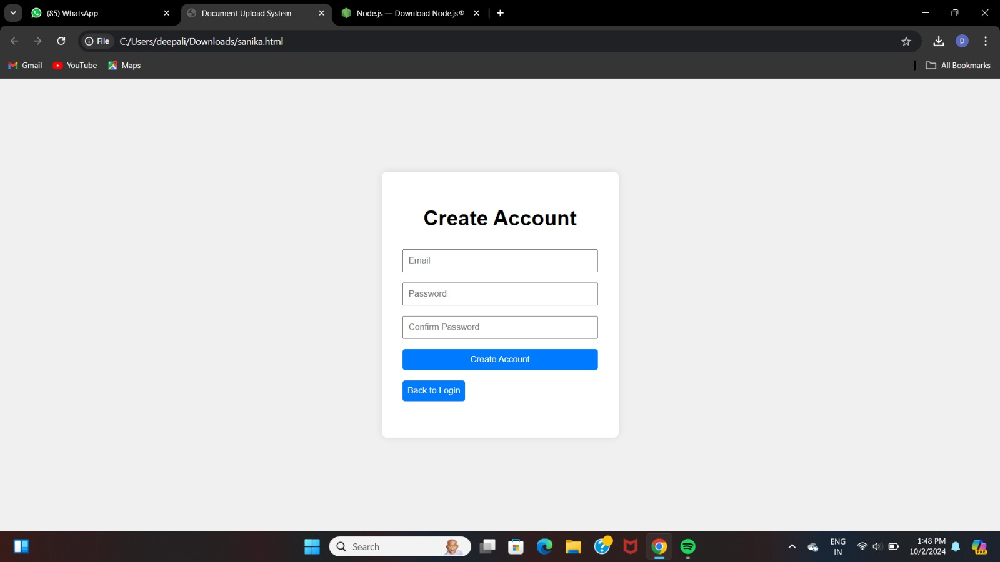 (85) WhatsApp
Document Upload System
Node.js — Download Node.js®
File
C:/Users/deepali/Downloads/sanika.html
D
Gmail
YouTube
Maps
All Bookmarks
Create Account
Email
Password
Confirm Password
Create Account
Back to Login
Search
ENG
IN
1:48 PM
10/2/2024
PRE